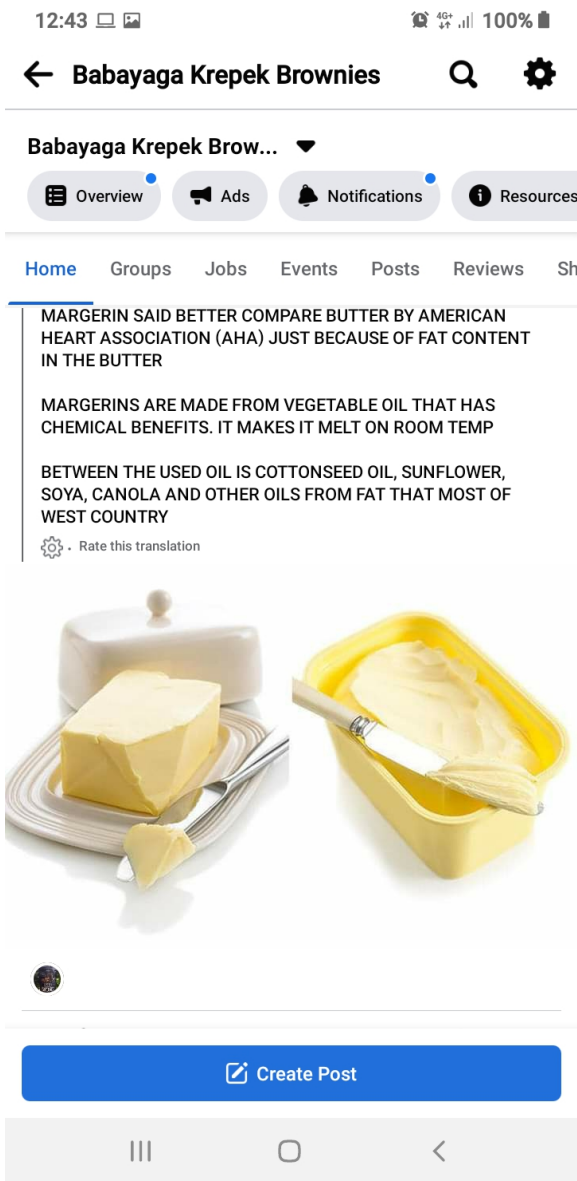 12:43 4G+ 100%
Babayaga Krepek Brownies
Babayaga Krepek Brow...
Overview Ads Notifications Resources
Home Groups Jobs Events Posts Reviews Sh
MARGERIN SAID BETTER COMPARE BUTTER BY AMERICAN
HEART ASSOCIATION (AHA) JUST BECAUSE OF FAT CONTENT
IN THE BUTTER
MARGERINS ARE MADE FROM VEGETABLE OIL THAT HAS
CHEMICAL BENEFITS. IT MAKES IT MELT ON ROOM TEMP
BETWEEN THE USED OIL IS COTTONSEED OIL, SUNFLOWER,
SOYA, CANOLA AND OTHER OILS FROM FAT THAT MOST OF
WEST COUNTRY
· Rate this translation
Create Post